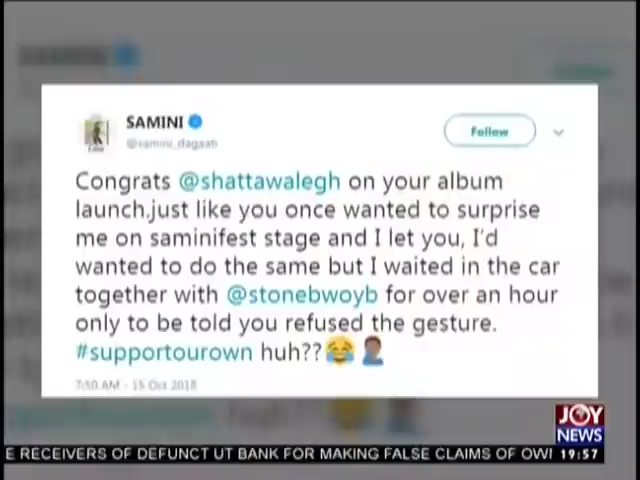 SAMINI
@samini_dagaati
Follow
Congrats @shattawalegh on your album
launch.just like you once wanted to surprise
me on saminifest stage and I let you, I'd
wanted to do the same but I waited in the car
together with @stonebwoyb for over an hour
only to be told you refused the gesture.
#supportourown huh??😂🤦🏾‍♂️
7:50 AM - 15 Oct 2018
JOY
NEWS
E RECEIVERS OF DEFUNCT UT BANK FOR MAKING FALSE CLAIMS OF OW! 19:57